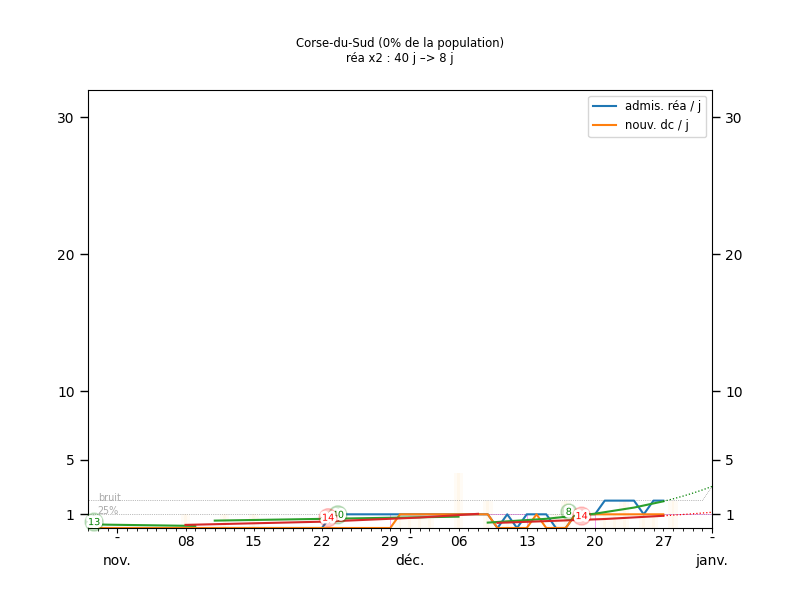 Corse-du-Sud (0% de la population)
réa x2 : 40 j –> 8 j
admis. réa / j
nouv. dc / j
30
30
20
20
10
10
5
5
bruit
25%
1
1
13
14
8
14
08
15
22
29
06
13
20
27
nov.
déc.
janv.